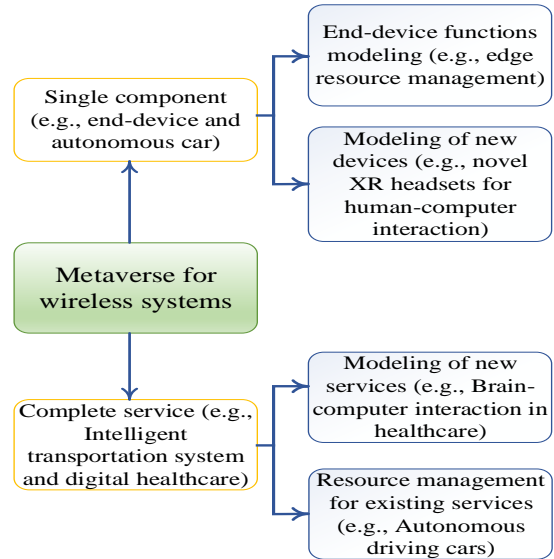 End-device functions
modeling (e.g., edge
resource management)
Single component
(e.g., end-device and
autonomous car)
Modeling of new
devices (e.g., novel
XR headsets for
human-computer
interaction)
Metaverse for
wireless systems
Modeling of new
services (e.g., Brain-
computer interaction in
healthcare)
Complete service (e.g.,
Intelligent
transportation system
and digital healthcare)
Resource management
for existing services
(e.g., Autonomous
driving cars)